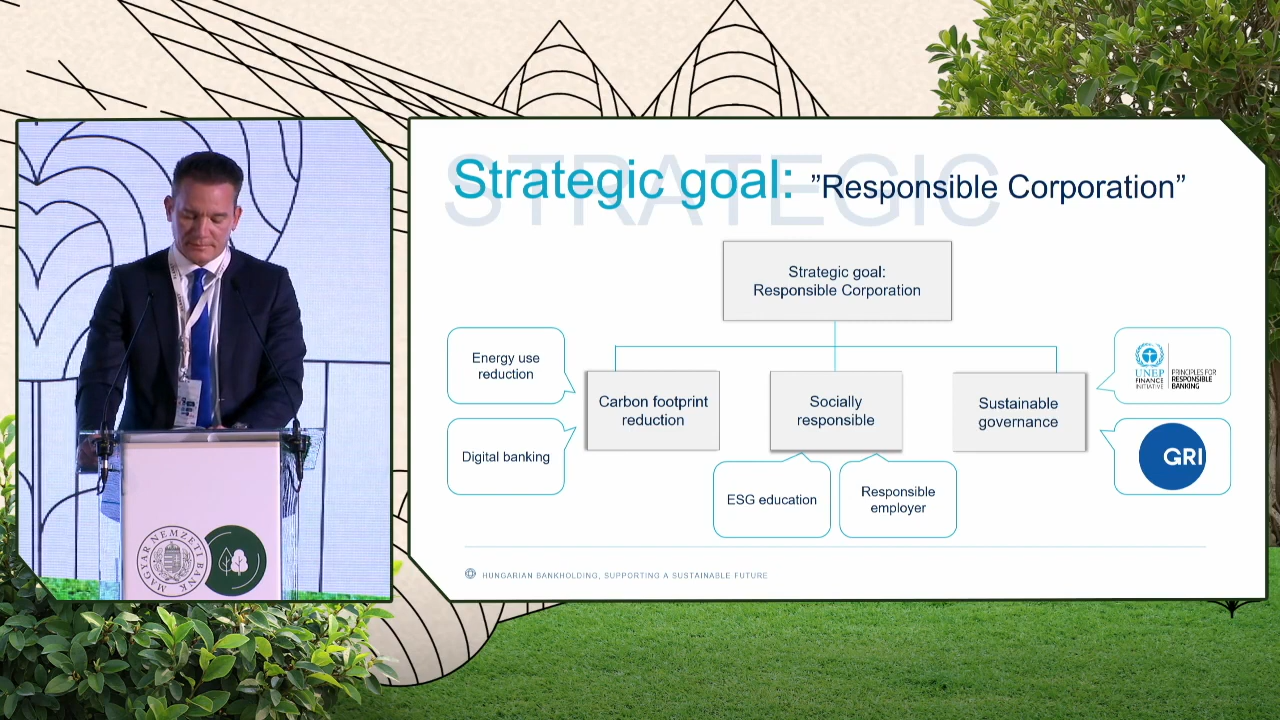 STRATEGIC
Strategic goal: ”Responsible Corporation”
Strategic goal:
Responsible Corporation
Energy use
reduction
Digital banking
Carbon footprint
reduction
Socially
responsible
Sustainable
governance
ESG education
Responsible
employer
UNEP
FINANCE
INITIATIVE
PRINCIPLES FOR
RESPONSIBLE
BANKING
GRI
HUNGARIAN BANKHOLDING, SUPPORTING A SUSTAINABLE FUTURE
MAGYAR NEMZETI BANK